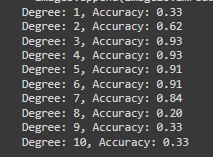 Degree: 1, Accuracy: 0.33
Degree: 2, Accuracy: 0.62
Degree: 3, Accuracy: 0.93
Degree: 4, Accuracy: 0.93
Degree: 5, Accuracy: 0.91
Degree: 6, Accuracy: 0.91
Degree: 7, Accuracy: 0.84
Degree: 8, Accuracy: 0.20
Degree: 9, Accuracy: 0.33
Degree: 10, Accuracy: 0.33